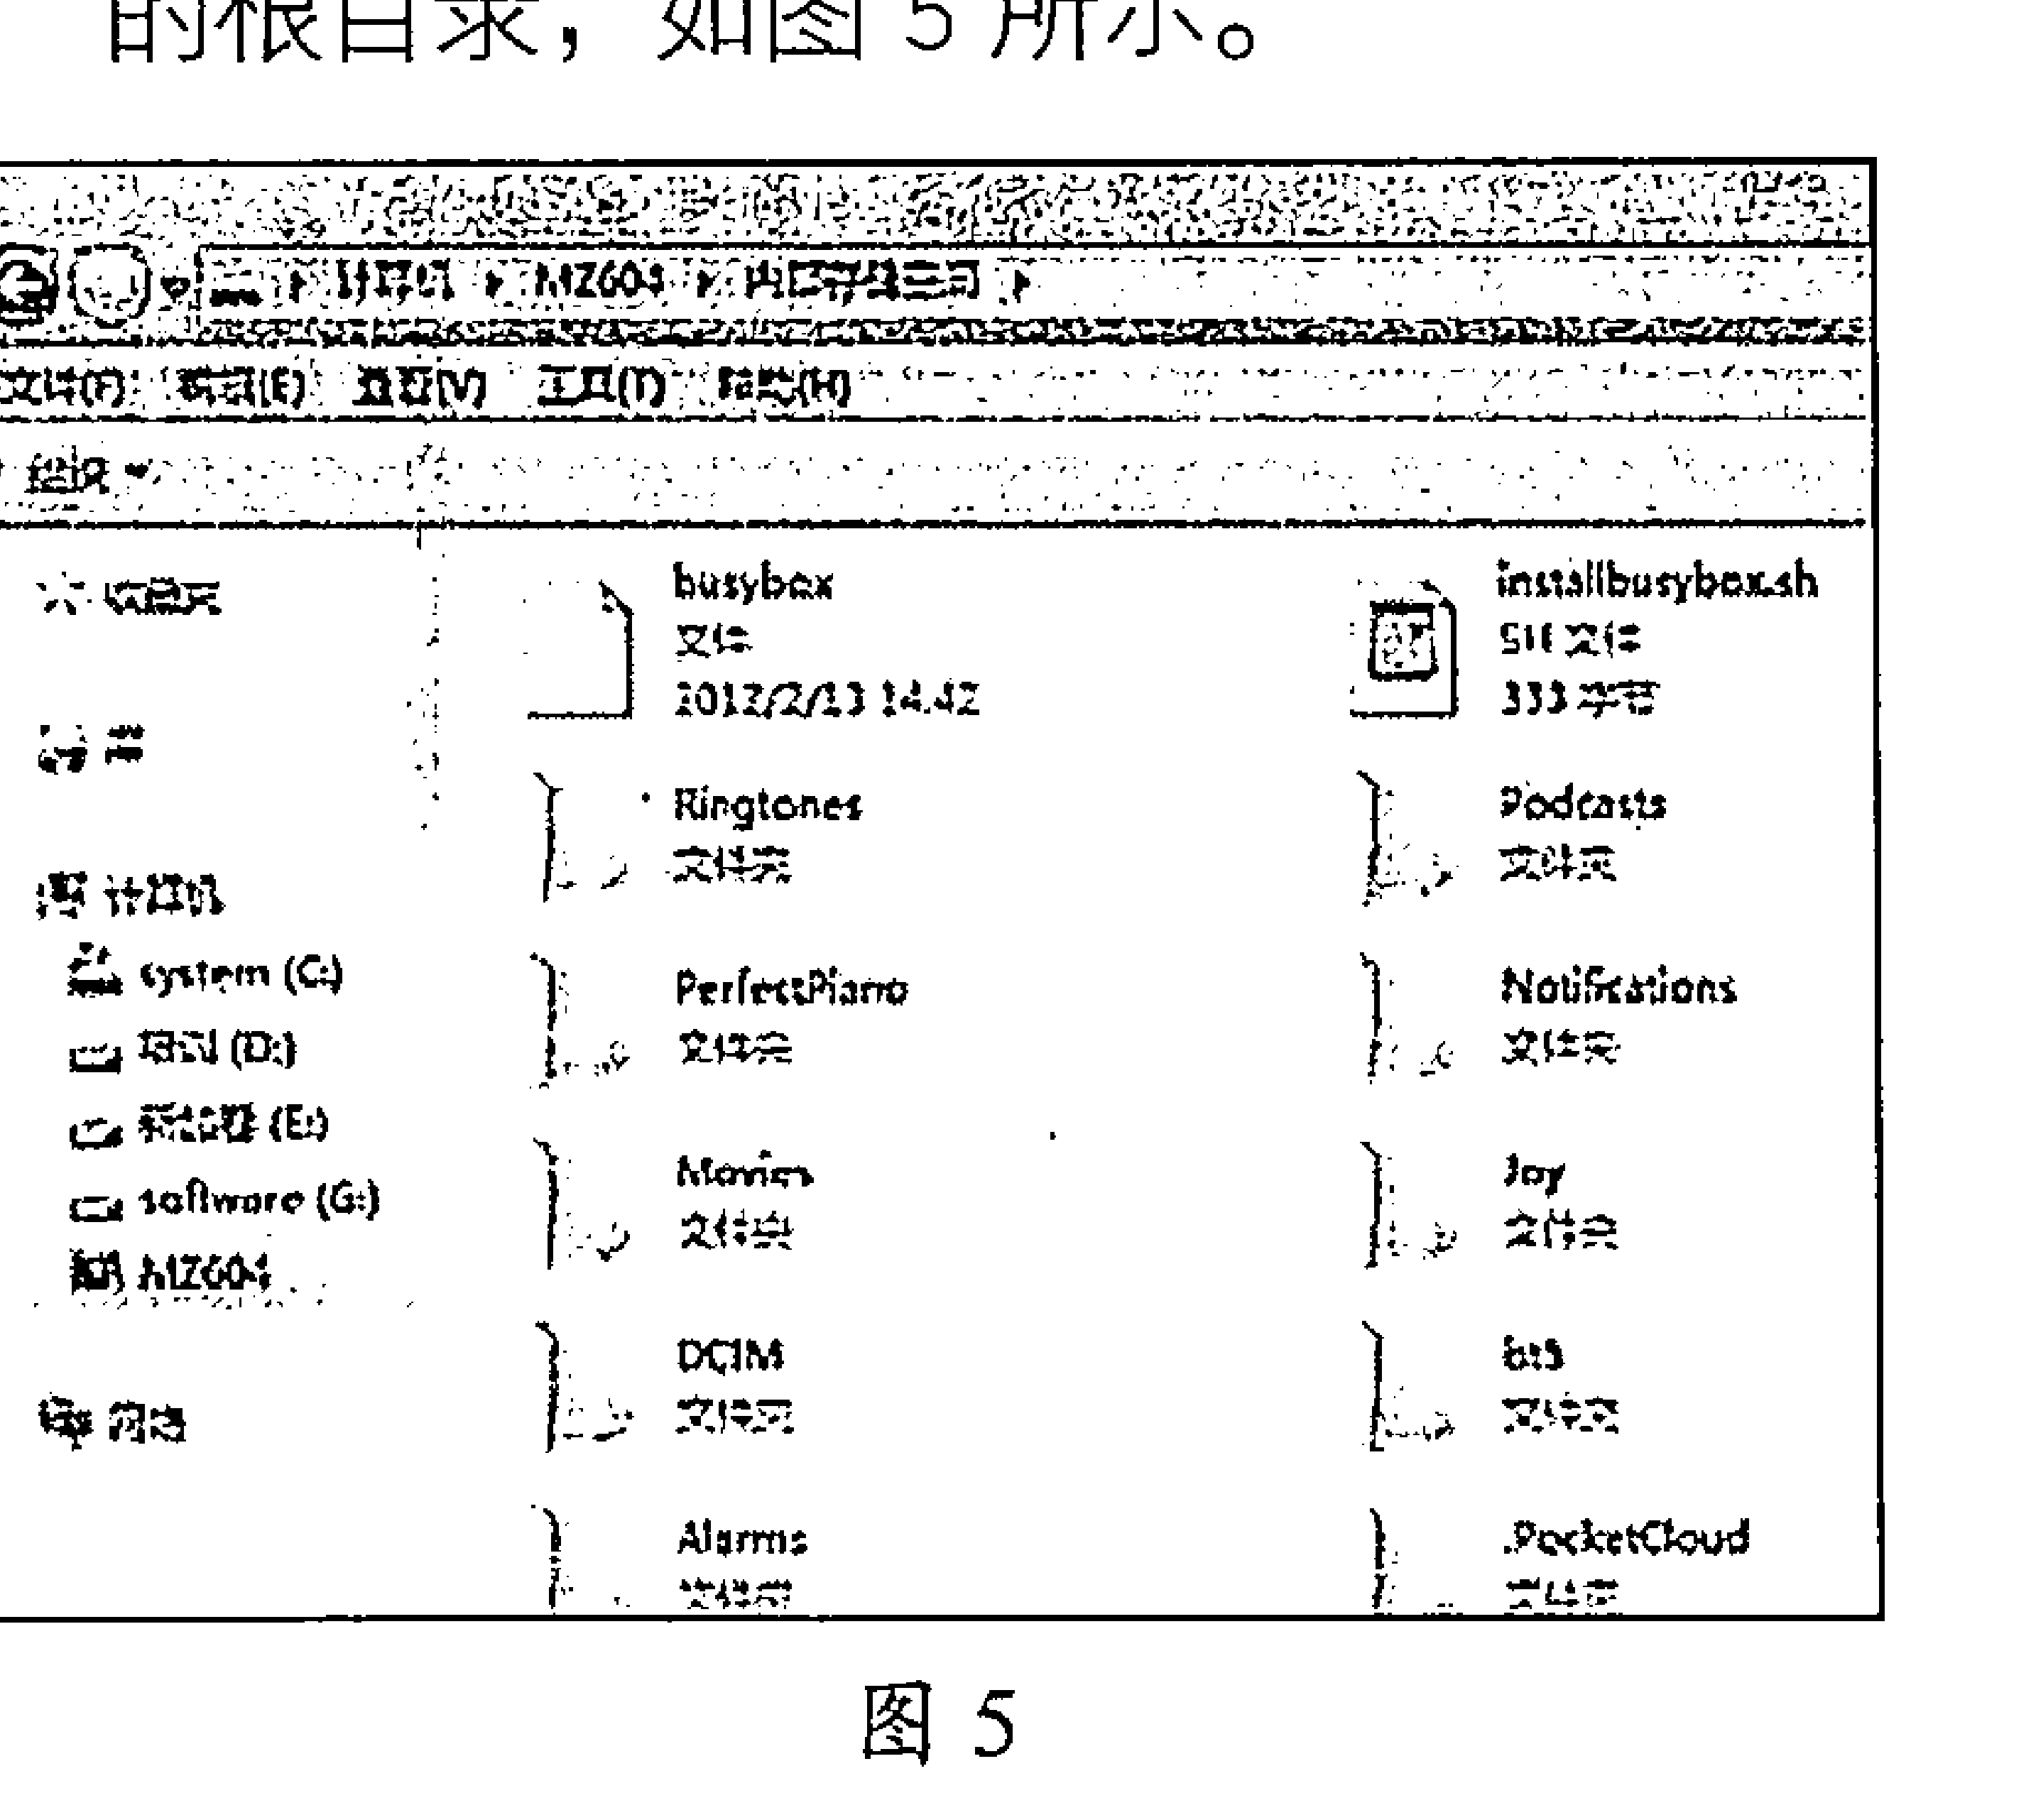 的根目录，如图 5 所示。
计算机 MZ604 内部存储空间
文件(F) 编辑(E) 查看(V) 工具(T) 帮助(H)
组织
收藏夹
库
计算机
system (C:)
(D:)
新加卷 (E:)
software (G:)
MZ604
网络
busybox
文件
2012/2/13 14:42
installbusybox.sh
SH 文件
333 字节
Ringtones
文件夹
Podcasts
文件夹
PerfectPiano
文件夹
Notifications
文件夹
Movies
文件夹
Joy
文件夹
DCIM
文件夹
bt5
文件夹
Alarms
文件夹
.PocketCloud
文件夹
图 5